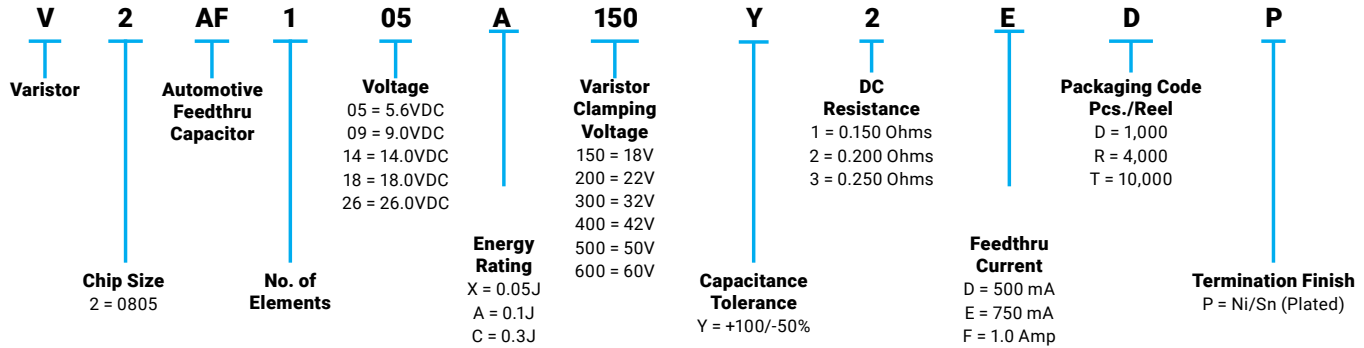 V 2 AF 1 05 A 150 Y 2 E D P
Varistor
Chip Size
2 = 0805
Automotive
Feedthru
Capacitor
No. of
Elements
Voltage
05 = 5.6VDC
09 = 9.0VDC
14 = 14.0VDC
18 = 18.0VDC
26 = 26.0VDC
Energy
Rating
X = 0.05J
A = 0.1J
C = 0.3J
Varistor
Clamping
Voltage
150 = 18V
200 = 22V
300 = 32V
400 = 42V
500 = 50V
600 = 60V
Capacitance
Tolerance
Y = +100/-50%
DC
Resistance
1 = 0.150 Ohms
2 = 0.200 Ohms
3 = 0.250 Ohms
Feedthru
Current
D = 500 mA
E = 750 mA
F = 1.0 Amp
Packaging Code
Pcs./Reel
D = 1,000
R = 4,000
T = 10,000
Termination Finish
P = Ni/Sn (Plated)